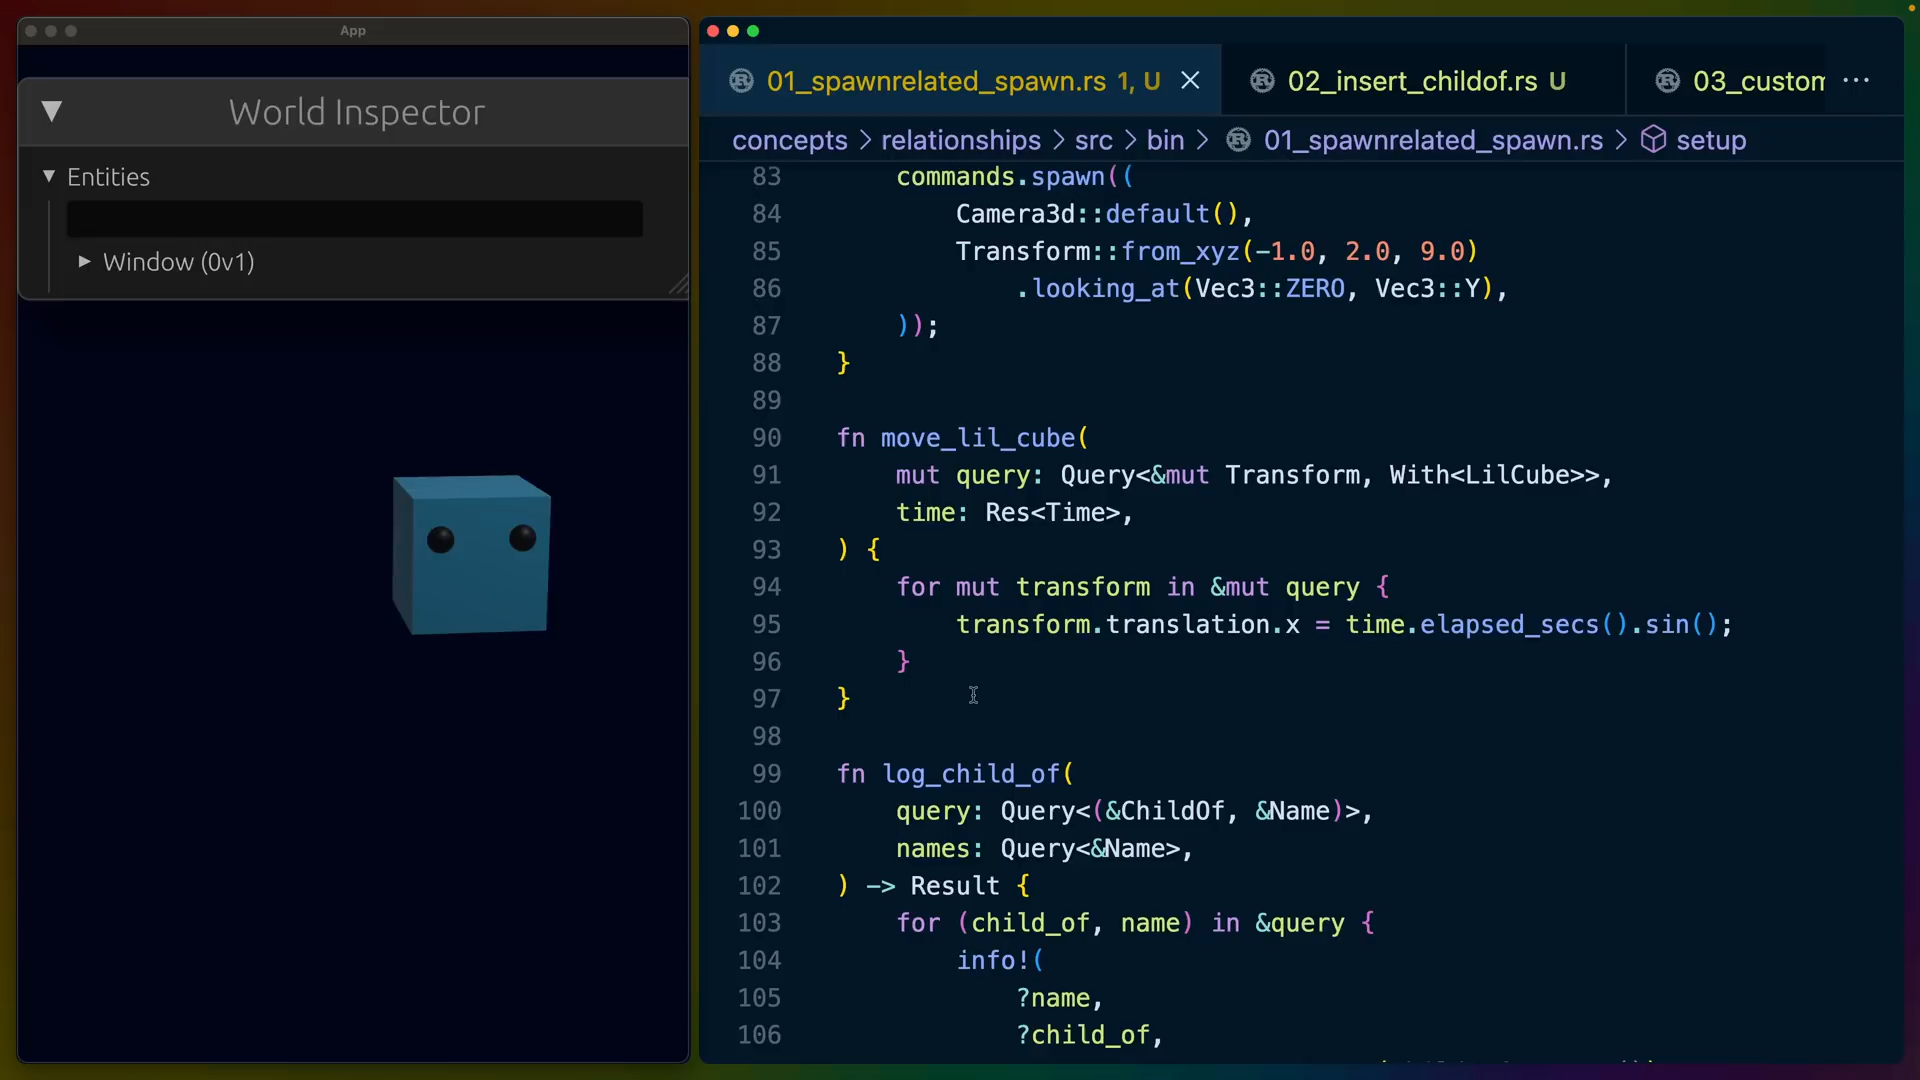 App
World Inspector
Entities
Window (0v1)
01_spawnrelated_spawn.rs 1, U
02_insert_childof.rs U
03_custom
concepts > relationships > src > bin > 01_spawnrelated_spawn.rs > setup
83 commands.spawn((
84 Camera3d::default(),
85 Transform::from_xyz(-1.0, 2.0, 9.0)
86 .looking_at(Vec3::ZERO, Vec3::Y),
87 ));
88 }
89
90 fn move_lil_cube(
91 mut query: Query<&mut Transform, With<LilCube>>,
92 time: Res<Time>,
93 ) {
94 for mut transform in &mut query {
95 transform.translation.x = time.elapsed_secs().sin();
96 }
97 }
98
99 fn log_child_of(
100 query: Query<(&ChildOf, &Name)>,
101 names: Query<&Name>,
102 ) -> Result {
103 for (child_of, name) in &query {
104 info!(
105 ?name,
106 ?child_of,